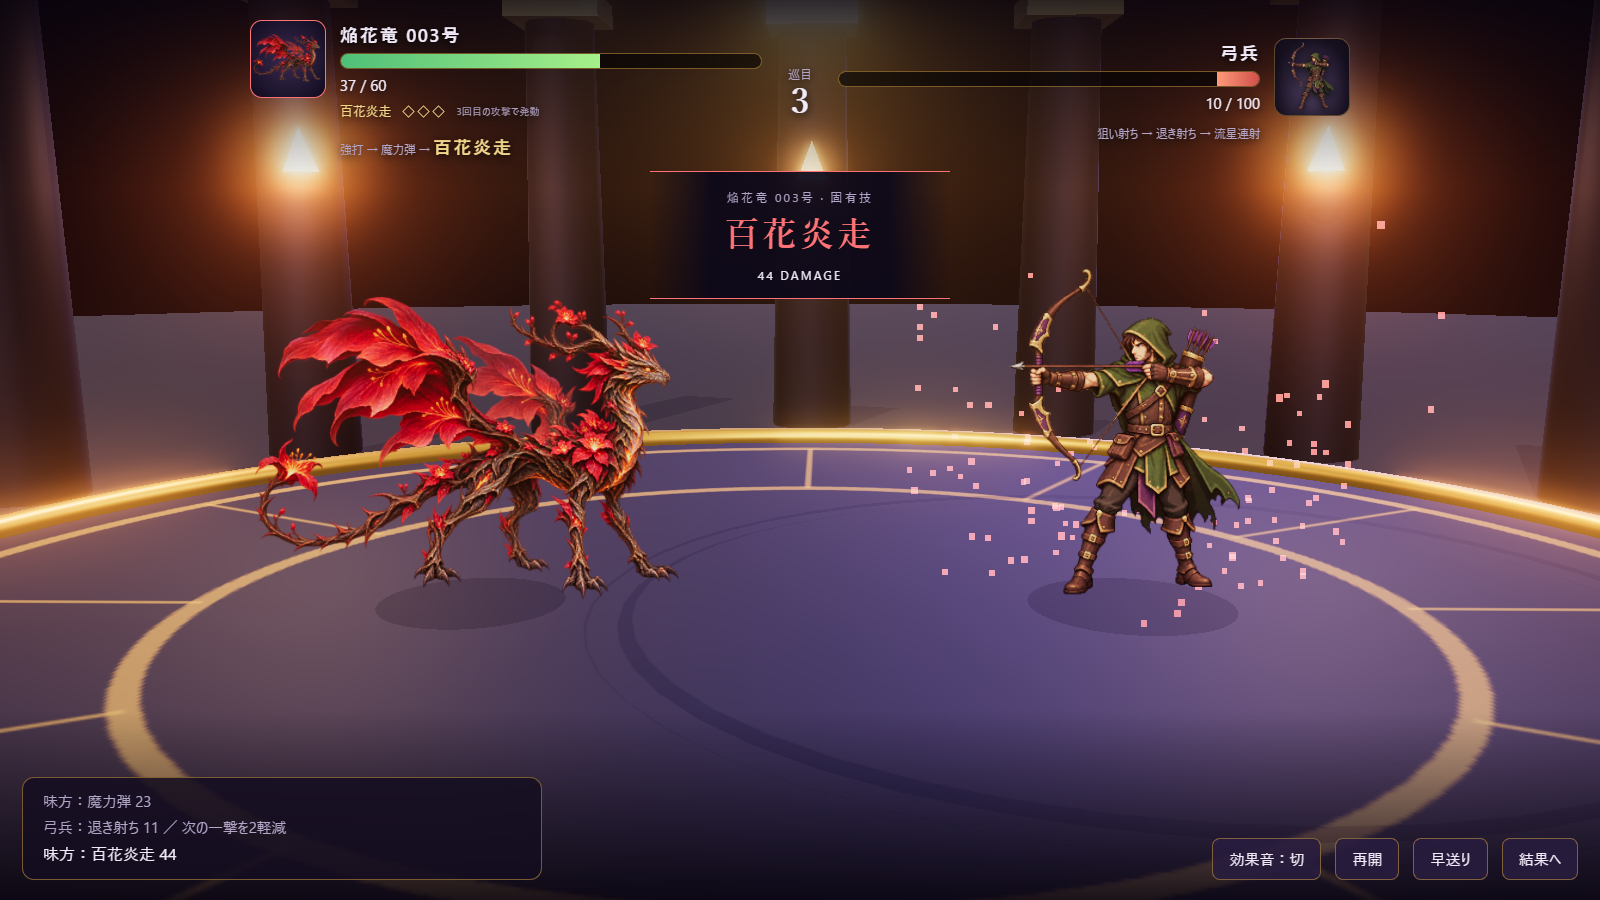 焔花竜 003号
37 / 60
百花炎走 ◇◇◇ 3回目の攻撃で発動
強打 → 魔力弾 → 百花炎走
巡目
3
弓兵
10 / 100
狙い射ち → 退き射ち → 流星連射
焔花竜 003号 · 固有技
百花炎走
44 DAMAGE
味方：魔力弾 23
弓兵：退き射ち 11 ／ 次の一撃を2軽減
味方：百花炎走 44
効果音：切
再開
早送り
結果へ